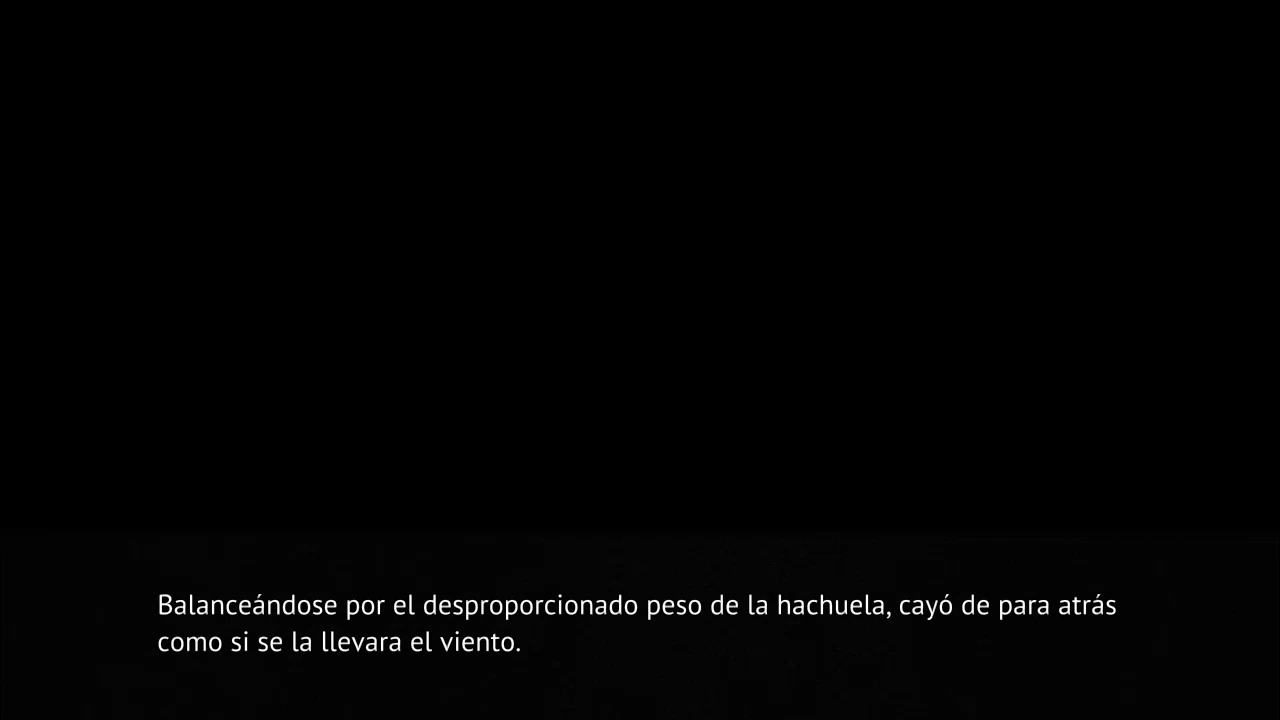 Balanceándose por el desproporcionado peso de la hachuela, cayó de para atrás
como si se la llevara el viento.